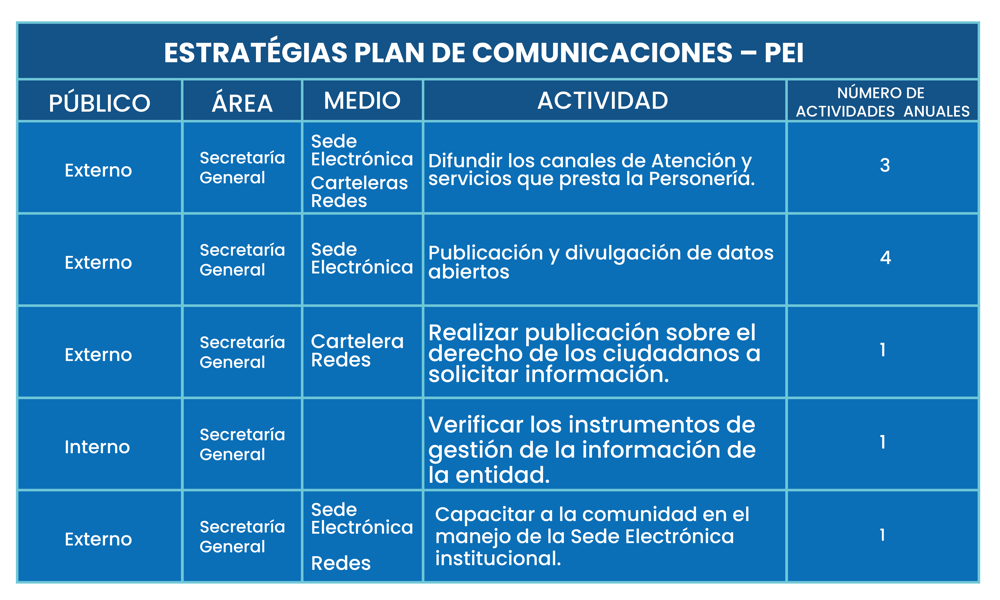 ESTRATÉGIAS PLAN DE COMUNICACIONES – PEI
PÚBLICO
ÁREA
MEDIO
ACTIVIDAD
NÚMERO DE
ACTIVIDADES ANUALES
Externo
Secretaría
General
Sede
Electrónica
Carteleras
Redes
Difundir los canales de Atención y
servicios que presta la Personería.
3
Externo
Secretaría
General
Sede
Electrónica
Publicación y divulgación de datos
abiertos
4
Externo
Secretaría
General
Cartelera
Redes
Realizar publicación sobre el
derecho de los ciudadanos a
solicitar información.
1
Interno
Secretaría
General
Verificar los instrumentos de
gestión de la información de
la entidad.
1
Externo
Secretaría
General
Sede
Electrónica
Redes
Capacitar a la comunidad en el
manejo de la Sede Electrónica
institucional.
1